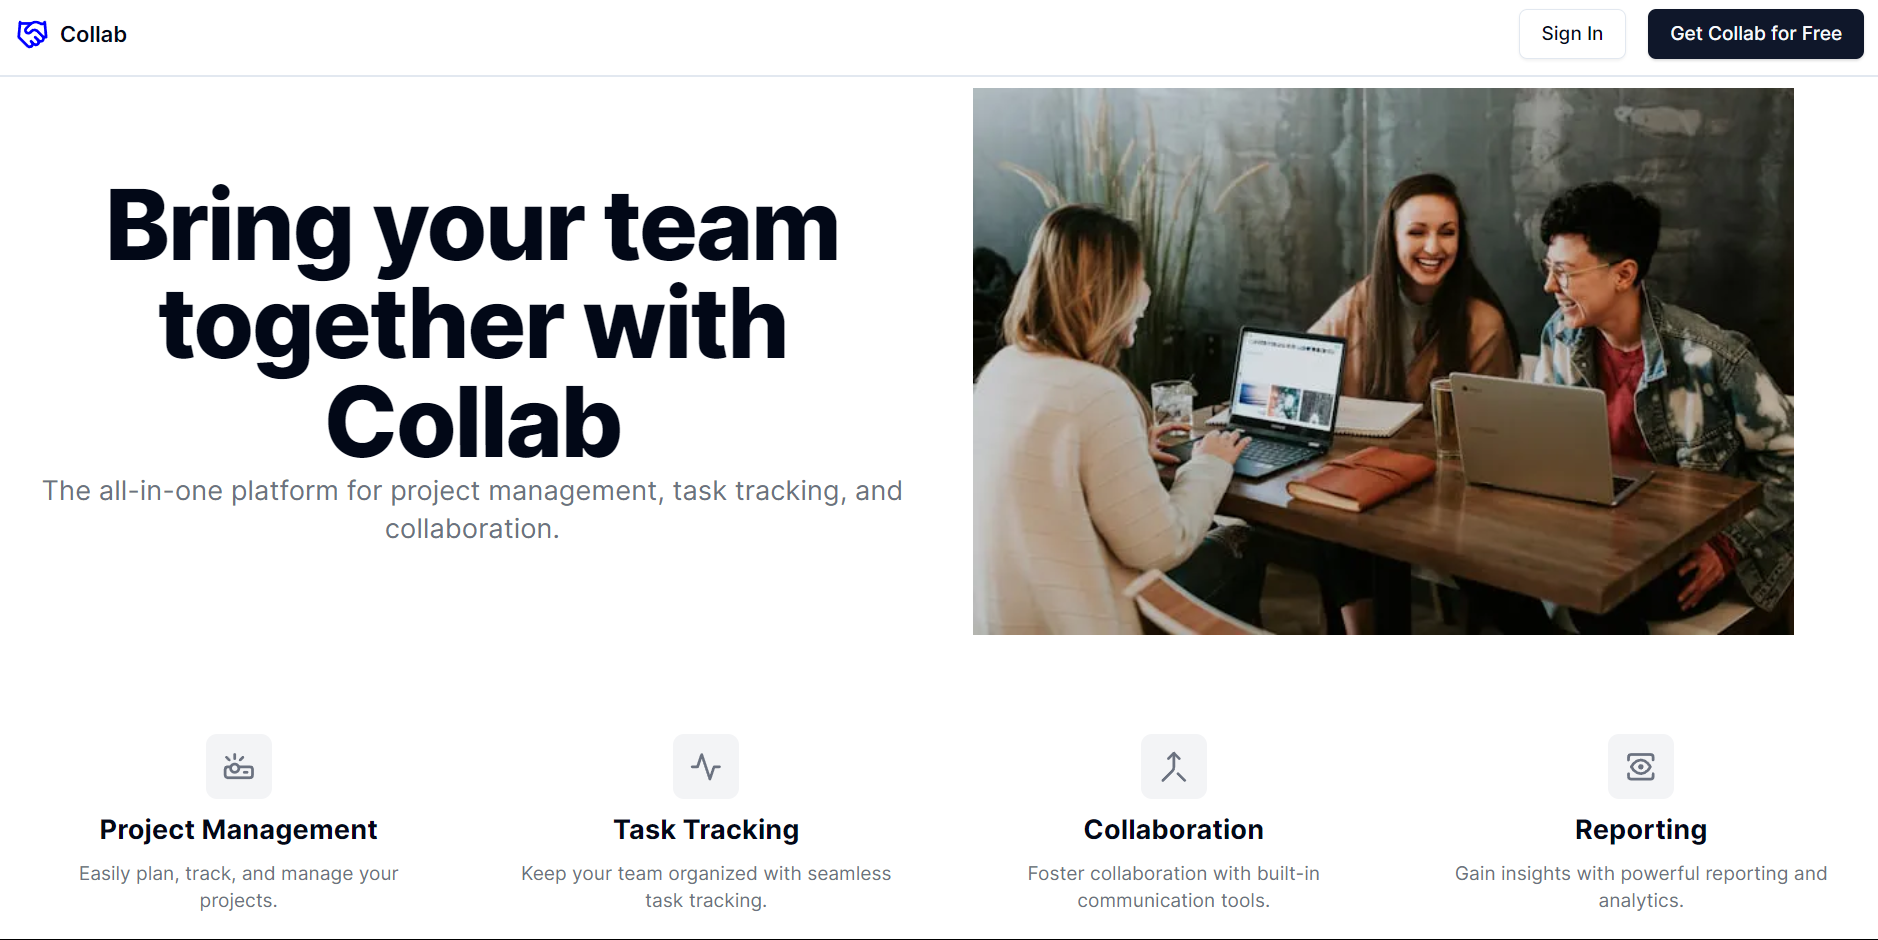 Collab
Sign In
Get Collab for Free
Bring your team
together with
Collab
The all-in-one platform for project management, task tracking, and
collaboration.
Project Management
Easily plan, track, and manage your
projects.
Task Tracking
Keep your team organized with seamless
task tracking.
Collaboration
Foster collaboration with built-in
communication tools.
Reporting
Gain insights with powerful reporting and
analytics.